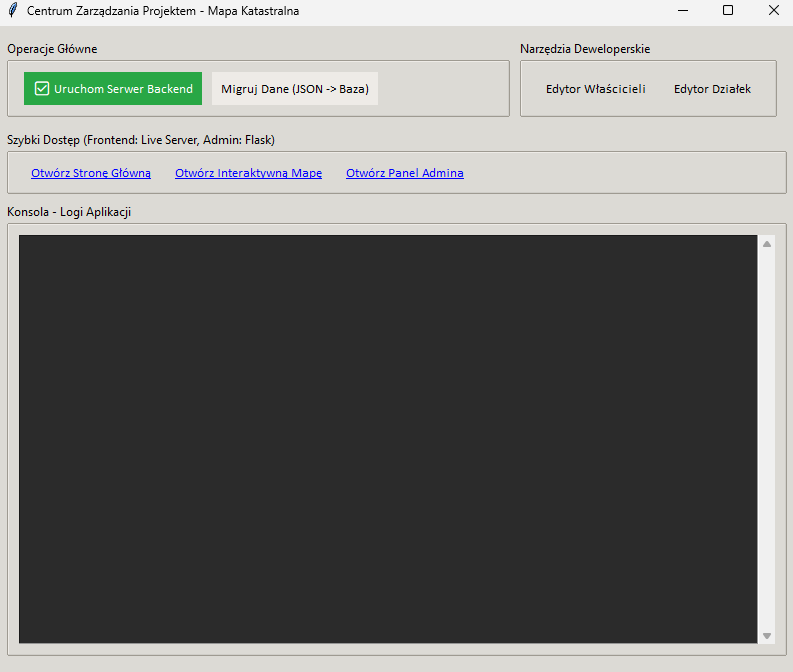 Centrum Zarządzania Projektem - Mapa Katastralna
Operacje Główne
Narzędzia Deweloperskie
Uruchom Serwer Backend
Migruj Dane (JSON -> Baza)
Edytor Właścicieli
Edytor Działek
Szybki Dostęp (Frontend: Live Server, Admin: Flask)
Otwórz Stronę Główną
Otwórz Interaktywną Mapę
Otwórz Panel Admina
Konsola - Logi Aplikacji